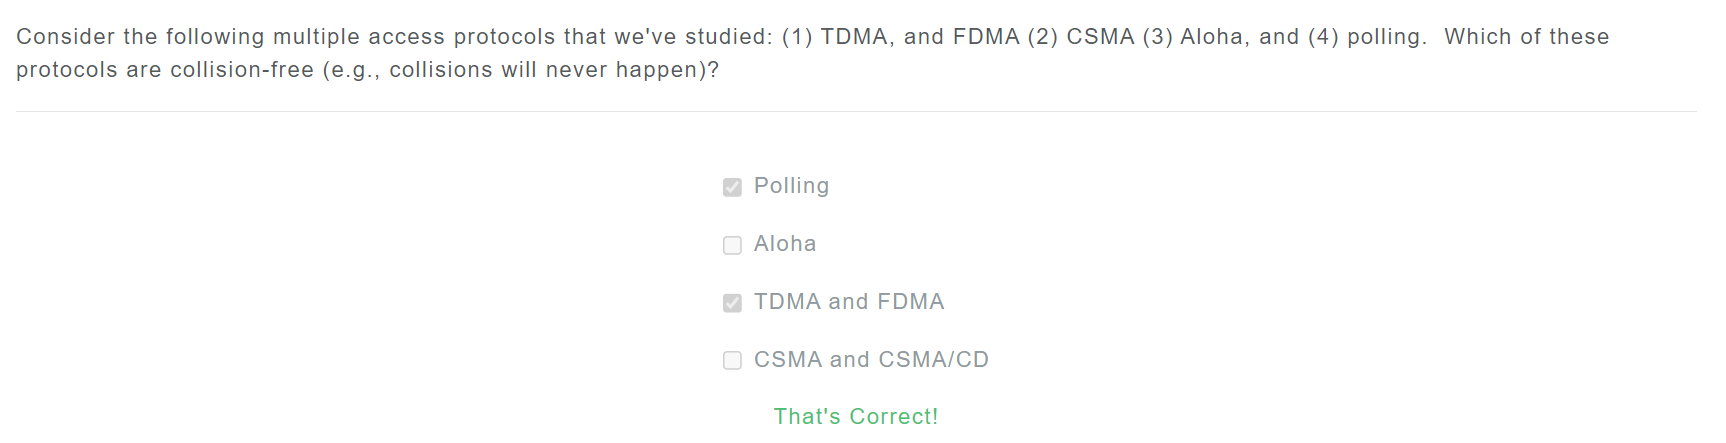 Consider the following multiple access protocols that we've studied: (1) TDMA, and FDMA (2) CSMA (3) Aloha, and (4) polling.  Which of these
protocols are collision-free (e.g., collisions will never happen)?
Polling
Aloha
TDMA and FDMA
CSMA and CSMA/CD
That's Correct!